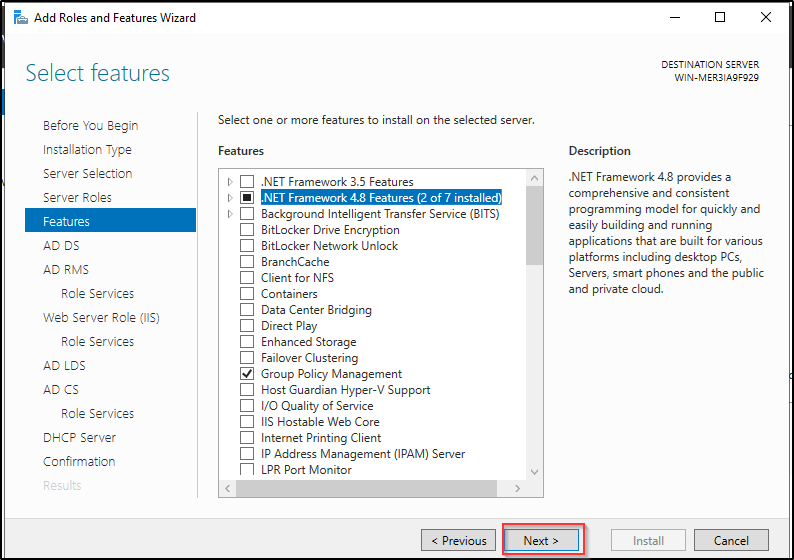 Add Roles and Features Wizard
Select features
DESTINATION SERVER
WIN-MER3IA9F929
Before You Begin
Installation Type
Server Selection
Server Roles
Features
AD DS
AD RMS
Role Services
Web Server Role (IIS)
Role Services
AD LDS
AD CS
Role Services
DHCP Server
Confirmation
Results
Select one or more features to install on the selected server.
Features
.NET Framework 3.5 Features
.NET Framework 4.8 Features (2 of 7 installed)
Background Intelligent Transfer Service (BITS)
BitLocker Drive Encryption
BitLocker Network Unlock
BranchCache
Client for NFS
Containers
Data Center Bridging
Direct Play
Enhanced Storage
Failover Clustering
Group Policy Management
Host Guardian Hyper-V Support
I/O Quality of Service
IIS Hostable Web Core
Internet Printing Client
IP Address Management (IPAM) Server
LPR Port Monitor
Description
.NET Framework 4.8 provides a
comprehensive and consistent
programming model for quickly and
easily building and running
applications that are built for various
platforms including desktop PCs,
Servers, smart phones and the public
and private cloud.
< Previous
Next >
Install
Cancel